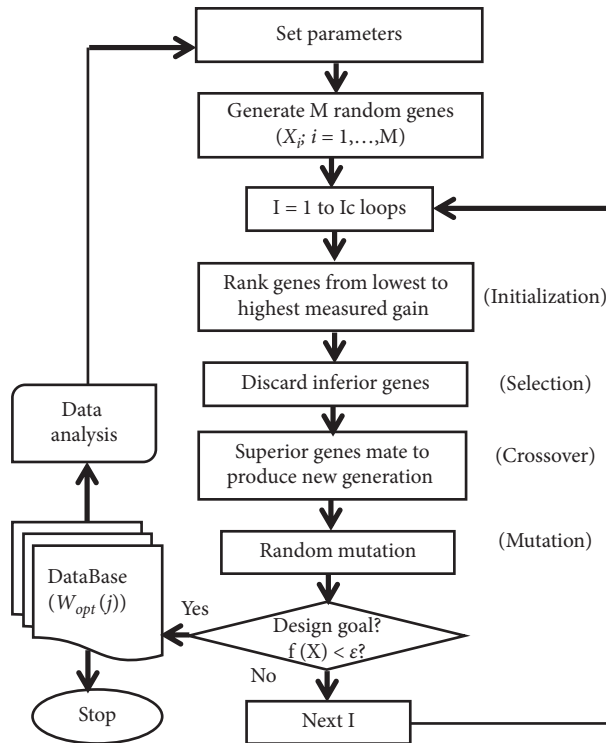 Set parameters
Generate M random genes
(Xi; i = 1,…,M)
I = 1 to Ic loops
Rank genes from lowest to
highest measured gain
(Initialization)
Discard inferior genes
(Selection)
Data
analysis
Superior genes mate to
produce new generation
(Crossover)
Random mutation
(Mutation)
DataBase
(Wopt (j))
Yes
Design goal?
f (X) < ε?
No
Stop
Next I